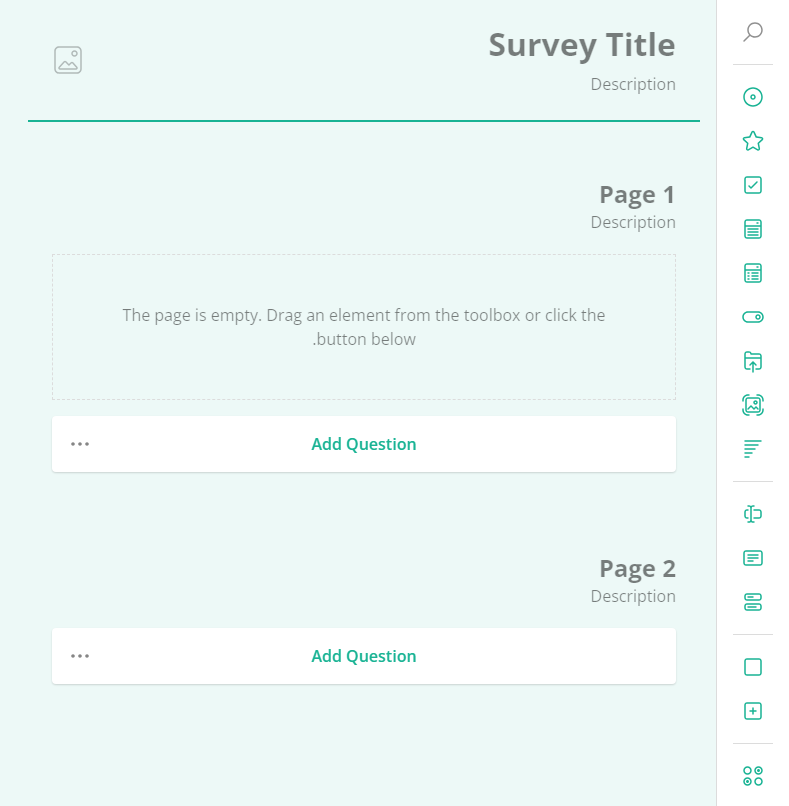 Survey Title
Description
Page 1
Description
The page is empty. Drag an element from the toolbox or click the
.button below
Add Question
Page 2
Description
Add Question